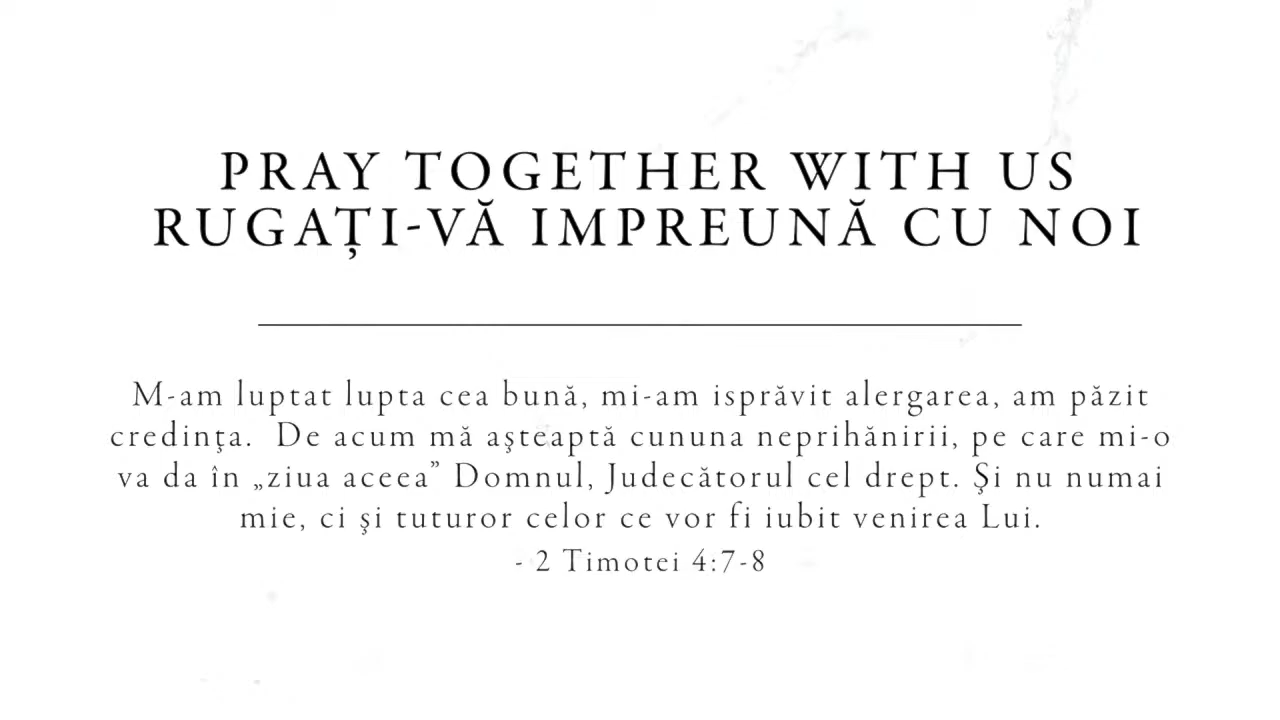 PRAY TOGETHER WITH US
RUGAȚI-VĂ IMPREUNĂ CU NOI
M-am luptat lupta cea bună, mi-am isprăvit alergarea, am păzit
credinţa.  De acum mă aşteaptă cununa neprihănirii, pe care mi-o
va da în „ziua aceea” Domnul, Judecătorul cel drept. Şi nu numai
mie, ci şi tuturor celor ce vor fi iubit venirea Lui.
- 2 Timotei 4:7-8